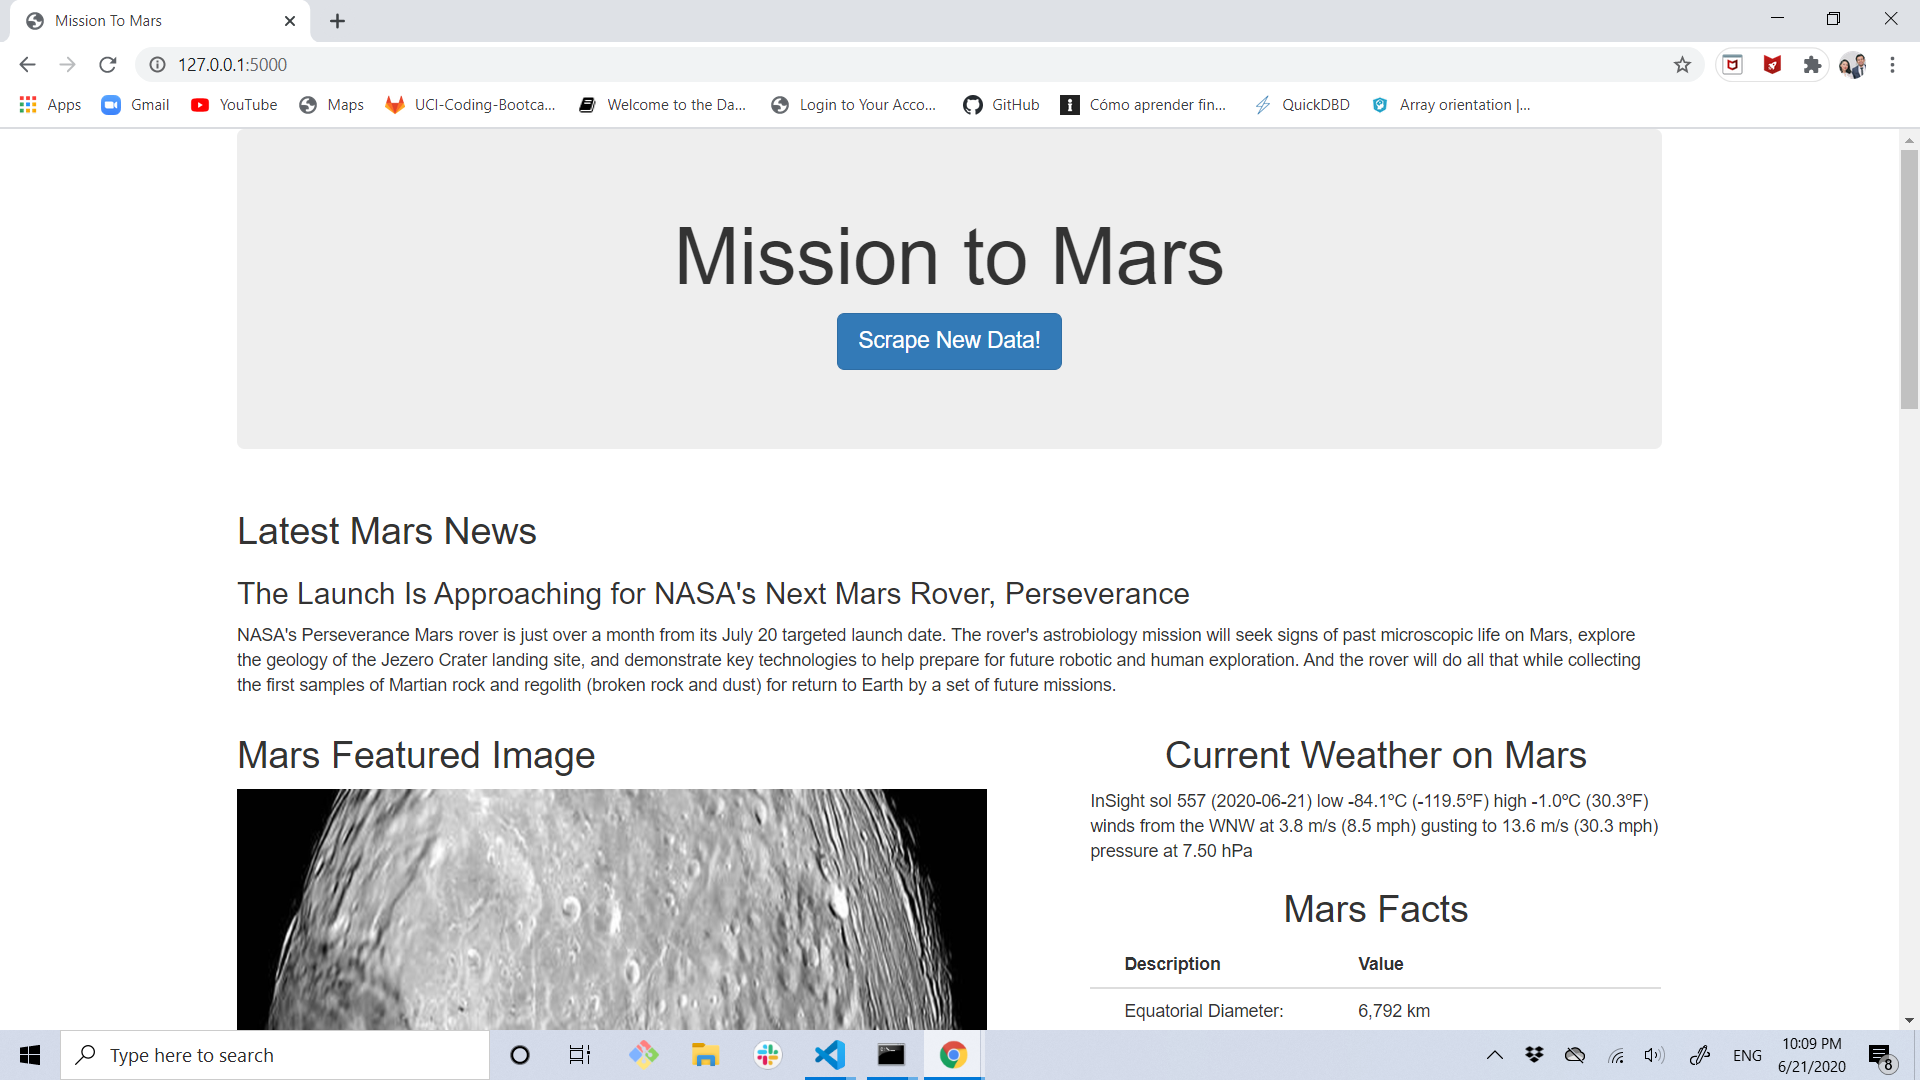 Mission To Mars
127.0.0.1:5000
Apps
Gmail
YouTube
Maps
UCI-Coding-Bootca...
Welcome to the Da...
Login to Your Acco...
GitHub
Cómo aprender fin...
QuickDBD
Array orientation |...
Mission to Mars
Scrape New Data!
Latest Mars News
The Launch Is Approaching for NASA's Next Mars Rover, Perseverance
NASA's Perseverance Mars rover is just over a month from its July 20 targeted launch date. The rover's astrobiology mission will seek signs of past microscopic life on Mars, explore
the geology of the Jezero Crater landing site, and demonstrate key technologies to help prepare for future robotic and human exploration. And the rover will do all that while collecting
the first samples of Martian rock and regolith (broken rock and dust) for return to Earth by a set of future missions.
Mars Featured Image
Current Weather on Mars
InSight sol 557 (2020-06-21) low -84.1ºC (-119.5ºF) high -1.0ºC (30.3ºF)
winds from the WNW at 3.8 m/s (8.5 mph) gusting to 13.6 m/s (30.3 mph)
pressure at 7.50 hPa
Mars Facts
Description Value
Equatorial Diameter: 6,792 km
Type here to search
ENG
10:09 PM
6/21/2020
8